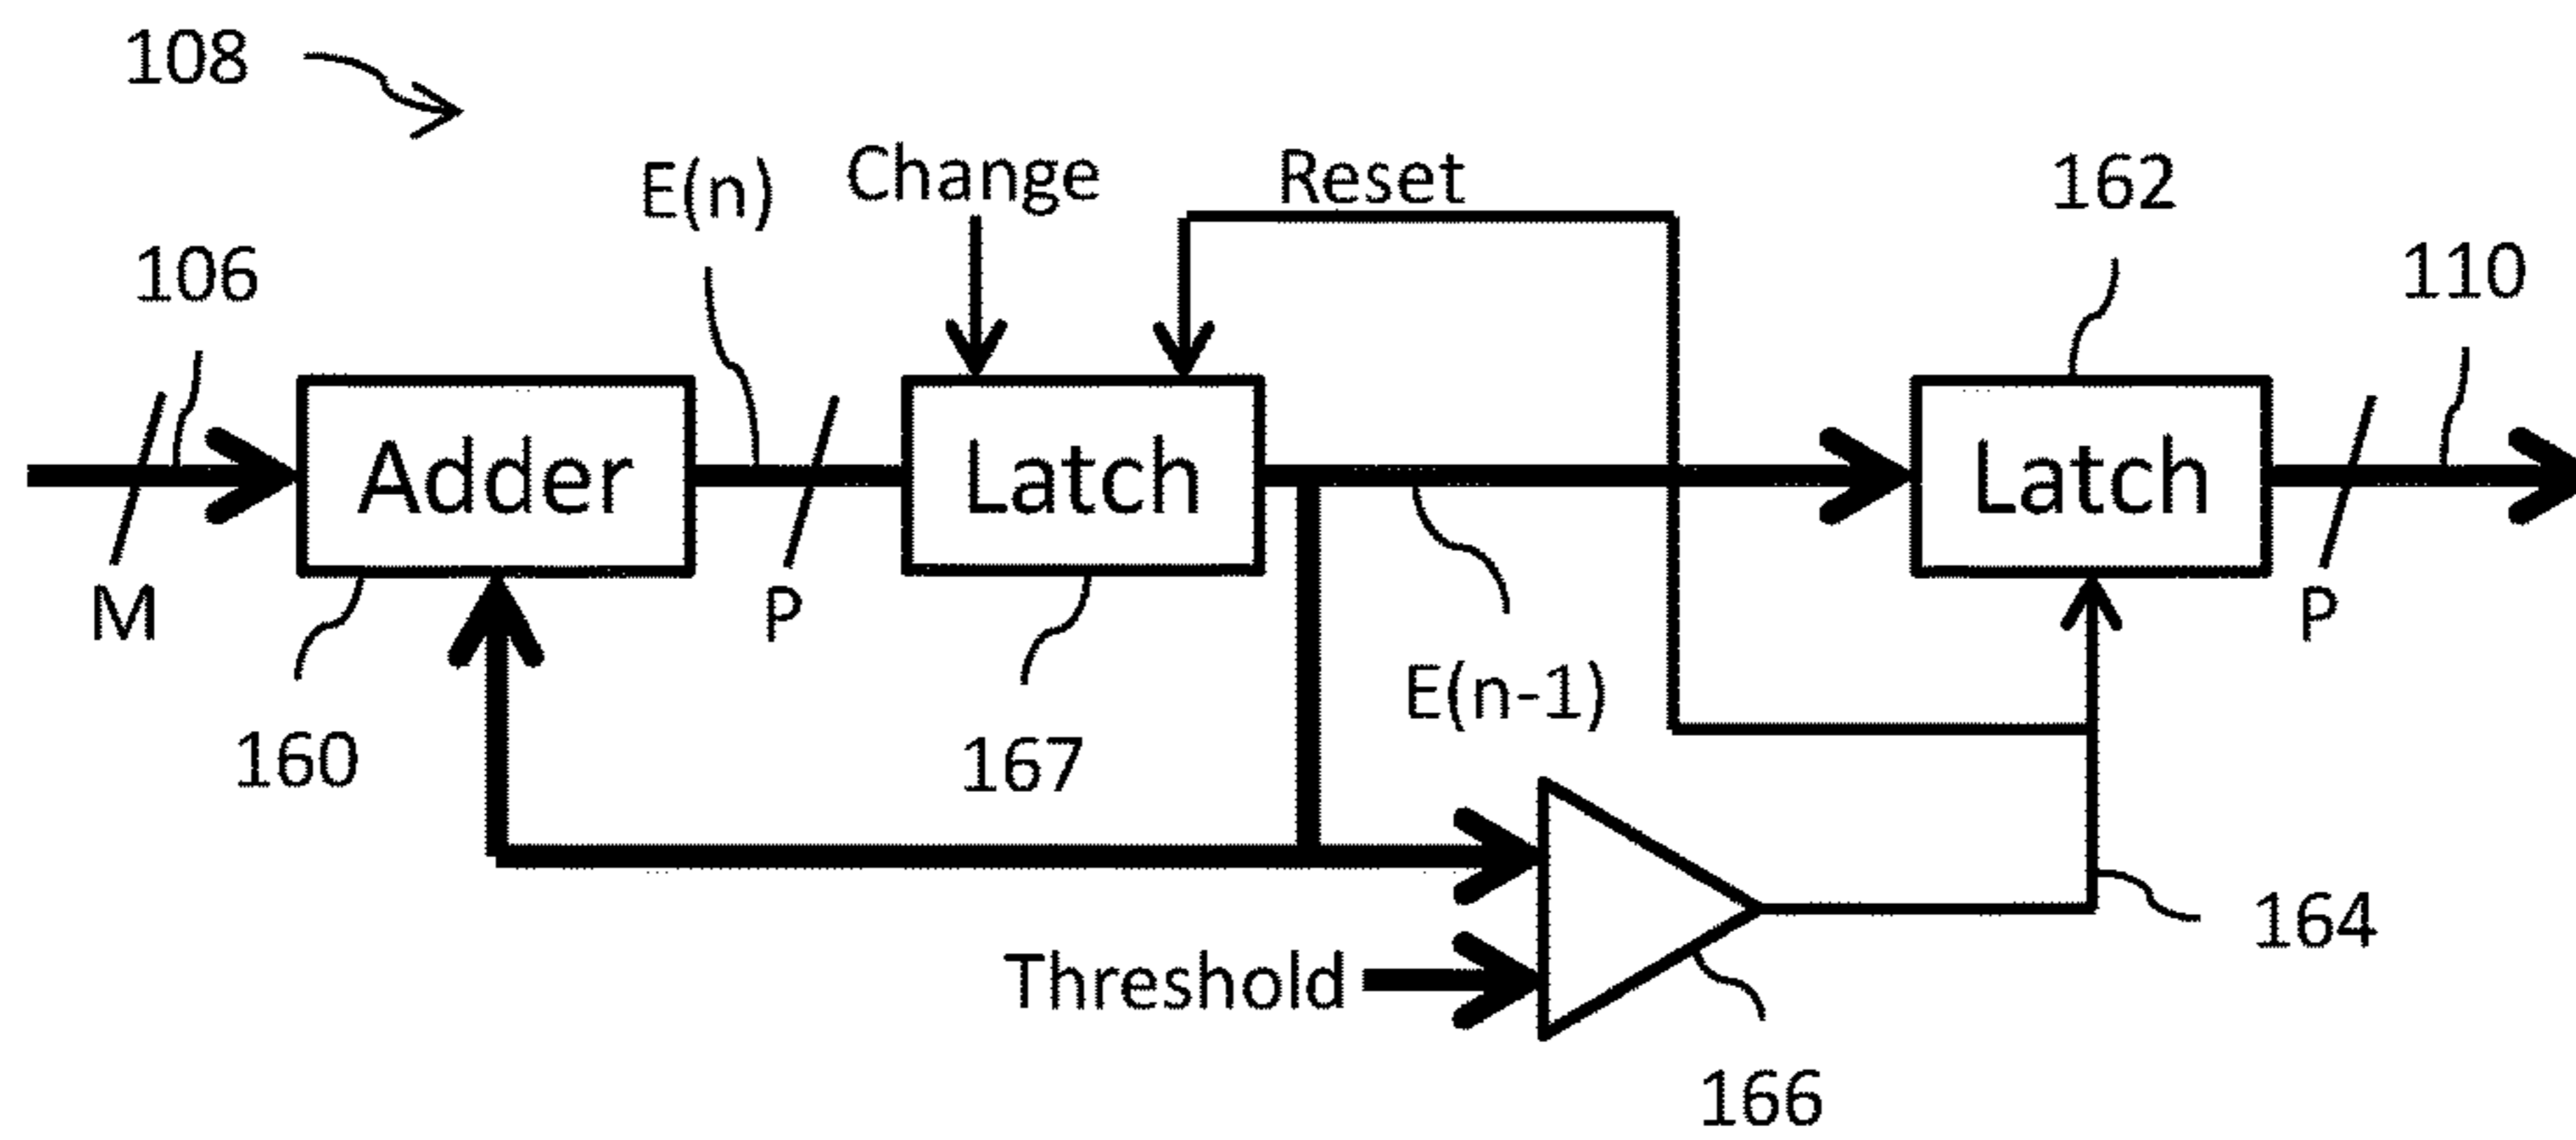 108
E(n)
Change
Reset
162
106
110
Adder
Latch
Latch
M
P
P
E(n-1)
160
167
Threshold
164
166